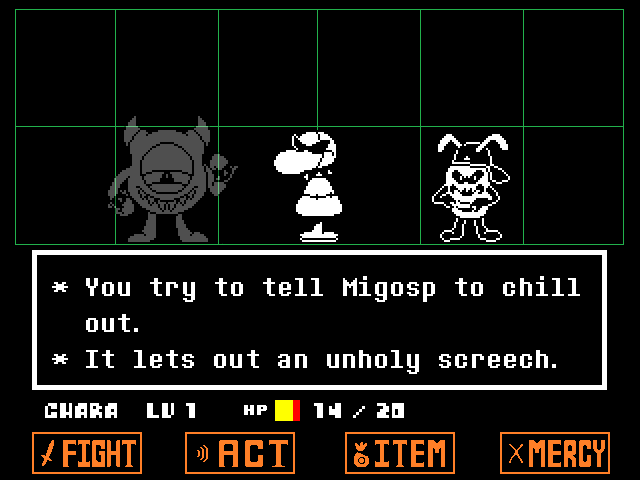 * You try to tell Migosp to chill
out.
* It lets out an unholy screech.
CHARA LV 1 HP 14 / 20
FIGHT ACT ITEM MERCY